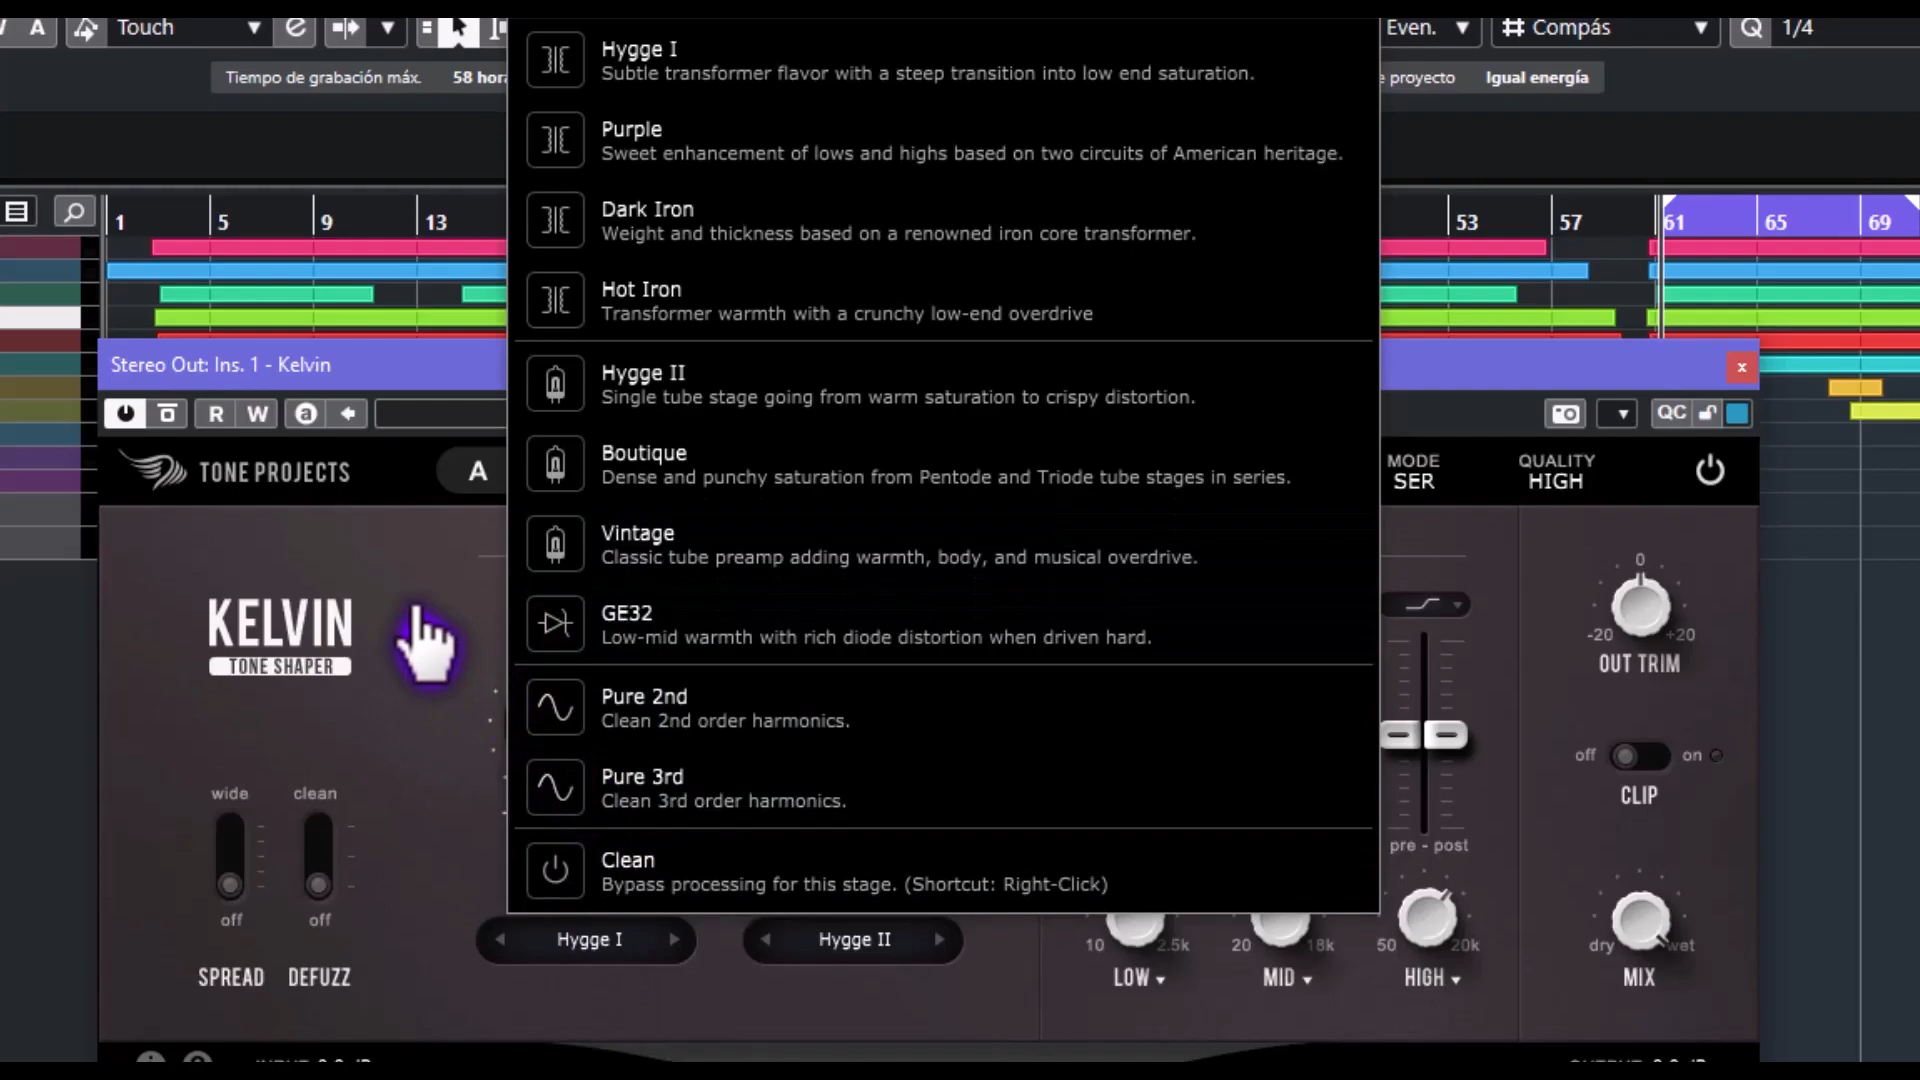 A
Touch
Even.
Compás
Q
1/4
Tiempo de grabación máx.
proyecto
Igual energía
Hygge I
Subtle transformer flavor with a steep transition into low end saturation.
Purple
Sweet enhancement of lows and highs based on two circuits of American heritage.
Dark Iron
Weight and thickness based on a renowned iron core transformer.
Hot Iron
Transformer warmth with a crunchy low-end overdrive
Hygge II
Single tube stage going from warm saturation to crispy distortion.
Boutique
Dense and punchy saturation from Pentode and Triode tube stages in series.
Vintage
Classic tube preamp adding warmth, body, and musical overdrive.
GE32
Low-mid warmth with rich diode distortion when driven hard.
Pure 2nd
Clean 2nd order harmonics.
Pure 3rd
Clean 3rd order harmonics.
Clean
Bypass processing for this stage. (Shortcut: Right-Click)
1 5 9 13 53 57 61 65 69
Stereo Out: Ins. 1 - Kelvin
x
R W a
QC
TONE PROJECTS
A
MODE
SER
QUALITY
HIGH
KELVIN
TONE SHAPER
0
-20 +20
OUT TRIM
off on
CLIP
wide clean
off off
SPREAD DEFUZZ
Hygge I
Hygge II
pre - post
10 2.5k
20 18k
50 20k
LOW MID HIGH
dry wet
MIX